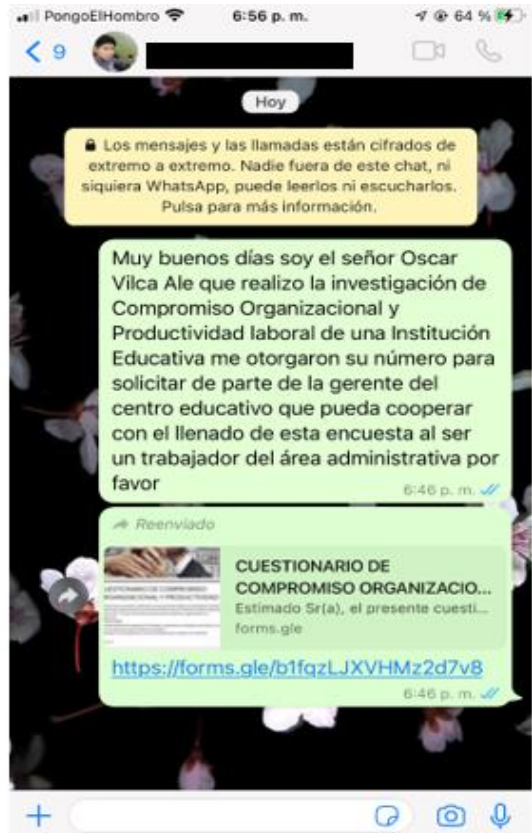 PongoElHombro 6:56 p. m. 64 %
9
Hoy
Los mensajes y las llamadas están cifrados de
extremo a extremo. Nadie fuera de este chat, ni
siquiera WhatsApp, puede leerlos ni escucharlos.
Pulsa para más información.
Muy buenos días soy el señor Oscar
Vilca Ale que realizo la investigación de
Compromiso Organizacional y
Productividad laboral de una Institución
Educativa me otorgaron su número para
solicitar de parte de la gerente del
centro educativo que pueda cooperar
con el llenado de esta encuesta al ser
un trabajador del área administrativa por
favor
6:46 p. m.
Reenviado
CUESTIONARIO DE
COMPROMISO ORGANIZACIO...
Estimado Sr(a), el presente cuesti...
forms.gle
https://forms.gle/b1fqzLJXVHMz2d7v8
6:46 p. m.